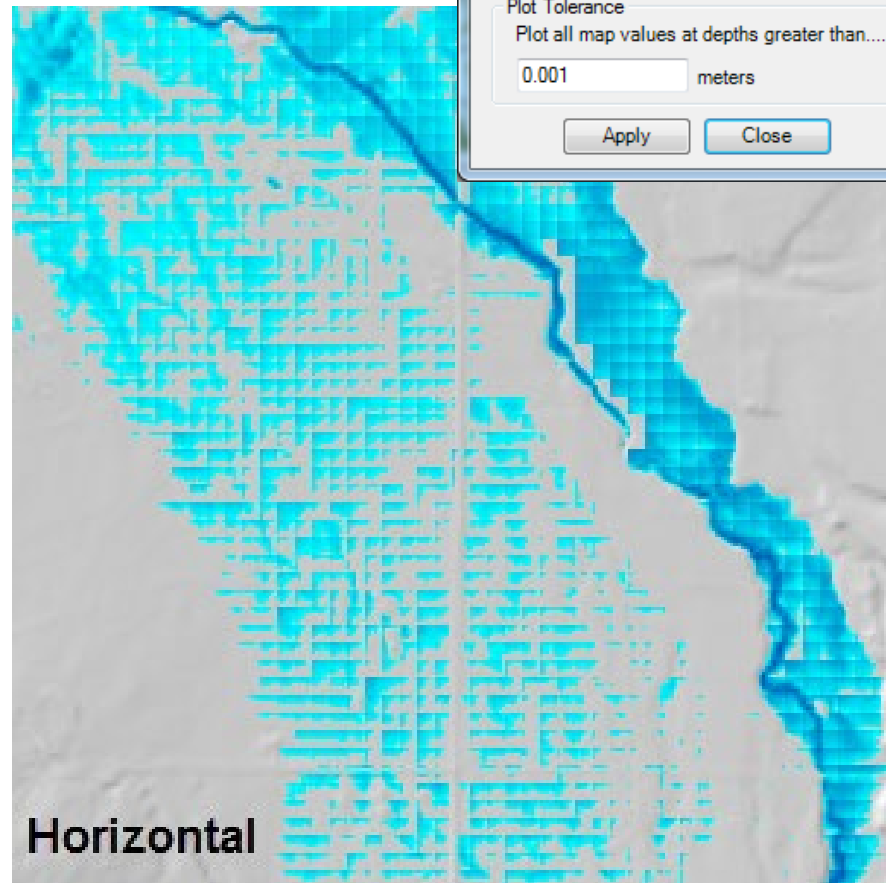 Plot Tolerance
Plot all map values at depths greater than....
0.001 meters
Apply Close
Horizontal